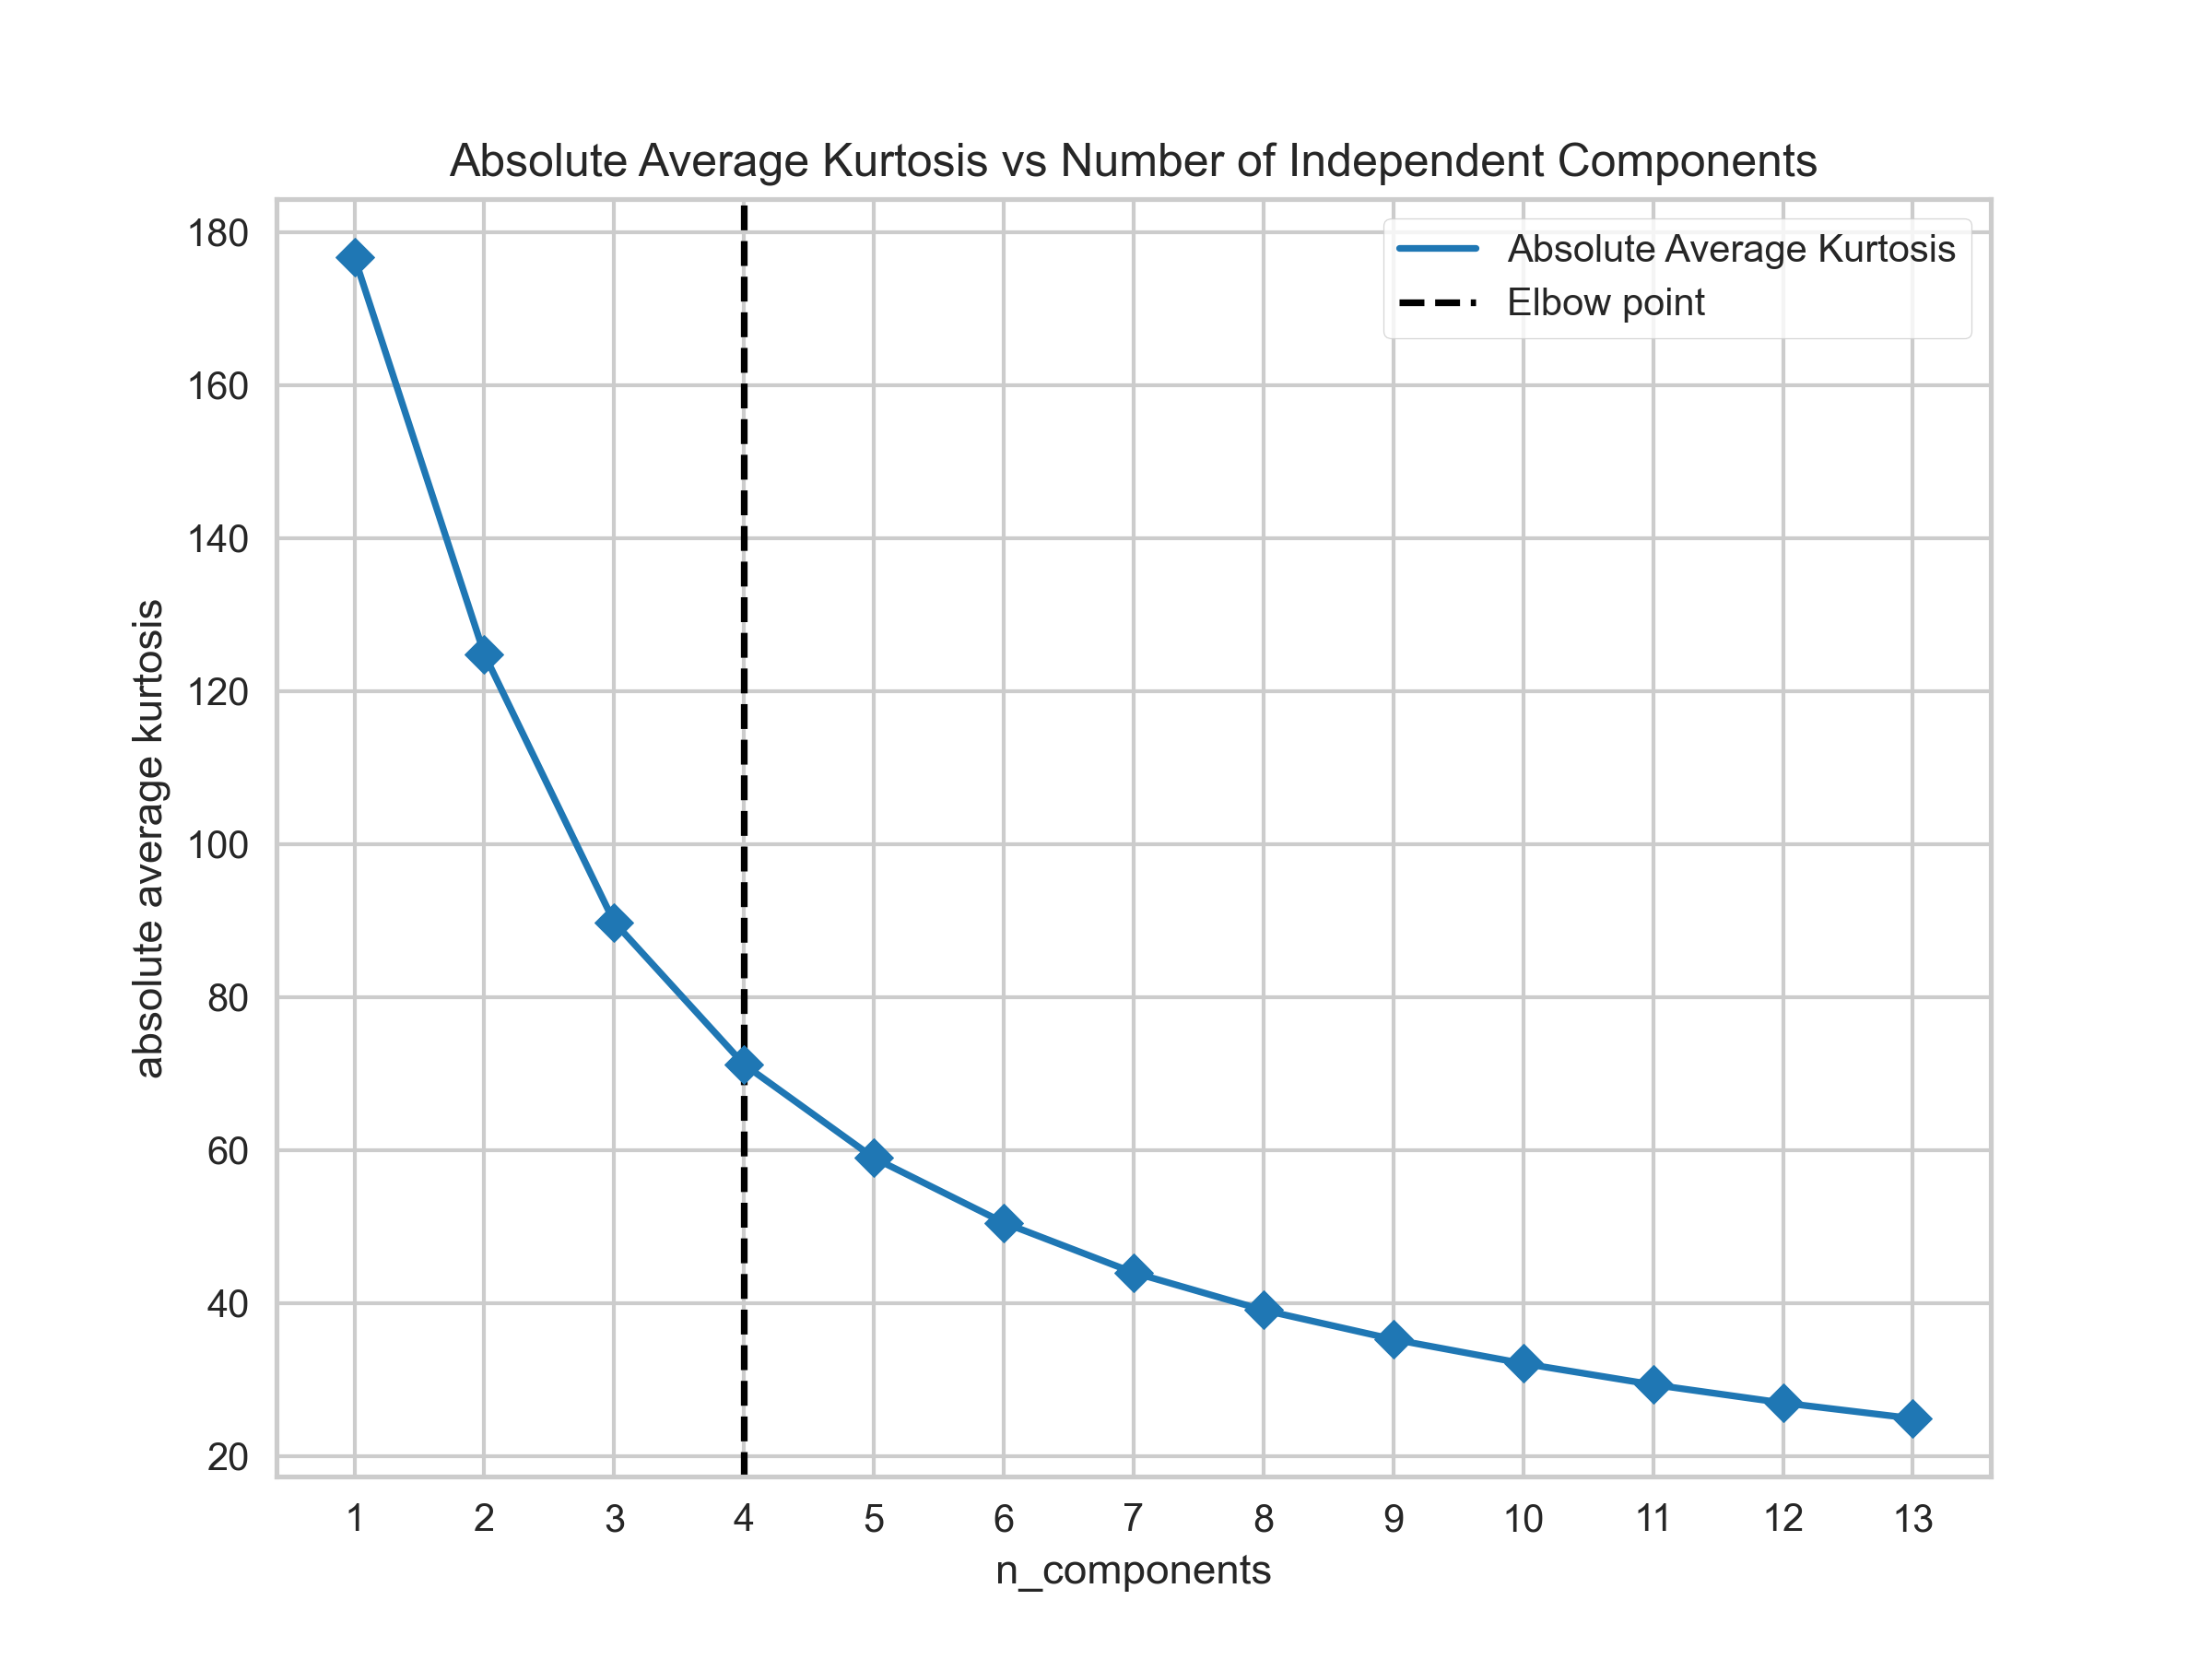 Absolute Average Kurtosis vs Number of Independent Components
Absolute Average Kurtosis
Elbow point
absolute average kurtosis
180
160
140
120
100
80
60
40
20
1 2 3 4 5 6 7 8 9 10 11 12 13
n_components